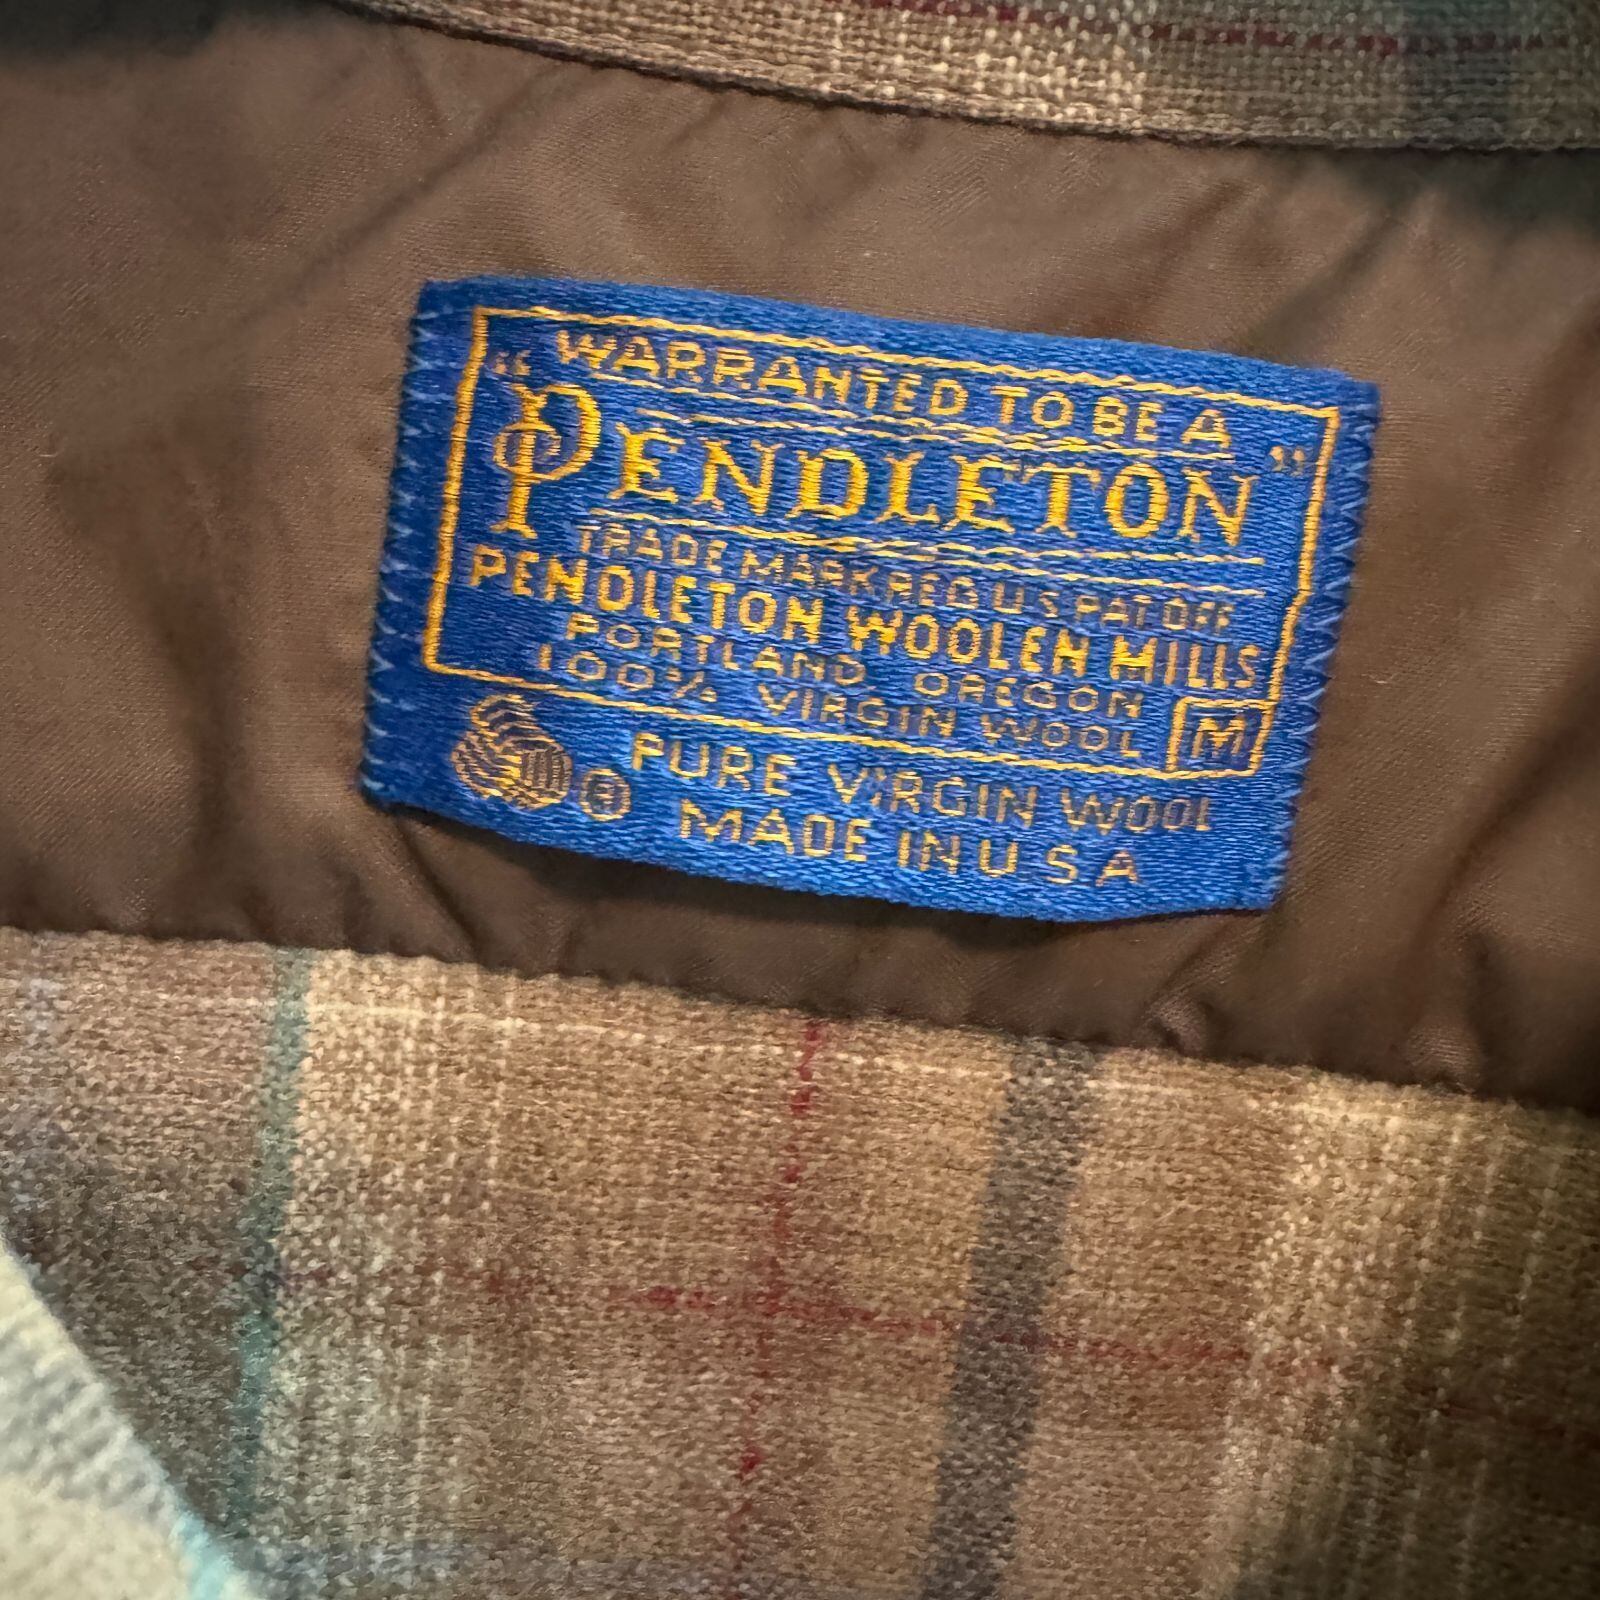 WARRANTED TO BE A
“PENDLETON”
TRADE MARK REG U S PAT OFF
PENDLETON WOOLEN MILLS
PORTLAND OREGON
100% VIRGIN WOOL M
PURE VIRGIN WOOL
® MADE IN U S A